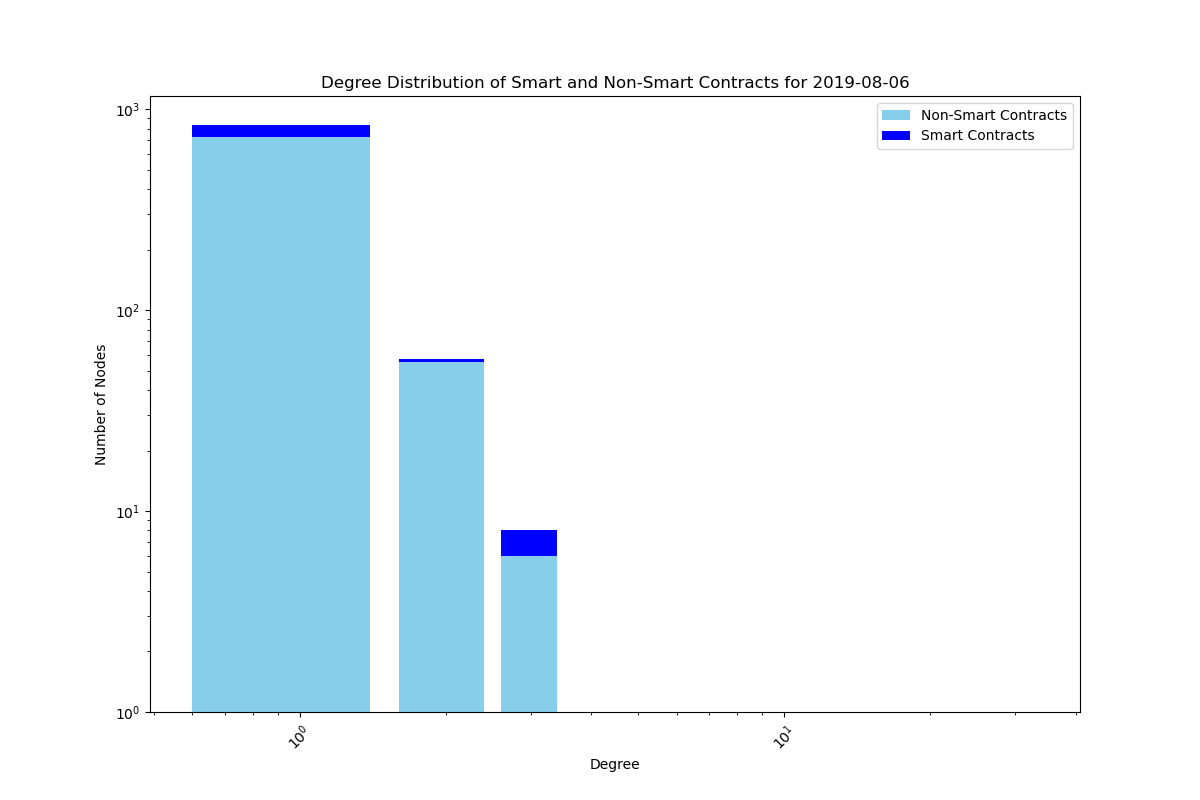 Degree Distribution of Smart and Non-Smart Contracts for 2019-08-06
Non-Smart Contracts
Smart Contracts
Number of Nodes
10³
10²
10¹
10⁰
10⁰
10¹
Degree